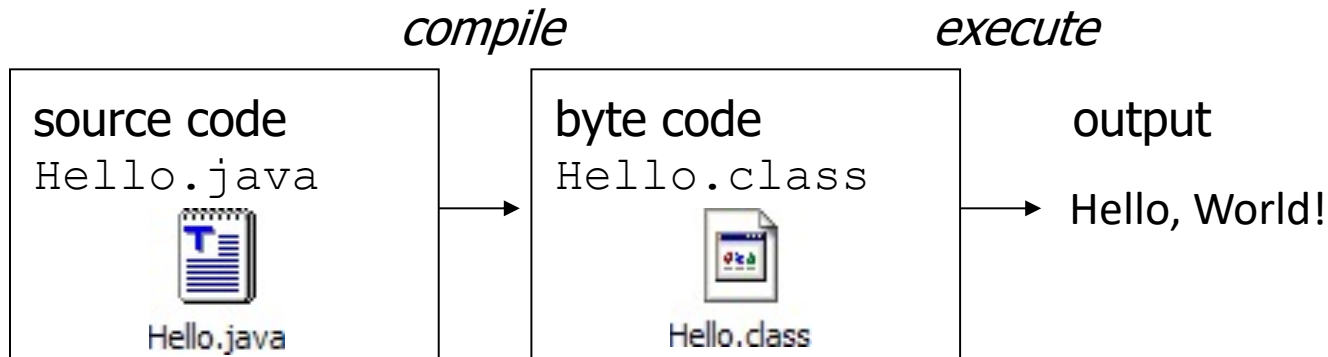 compile
execute
source code
Hello.java
Hello.java
byte code
Hello.class
Hello.class
output
Hello, World!